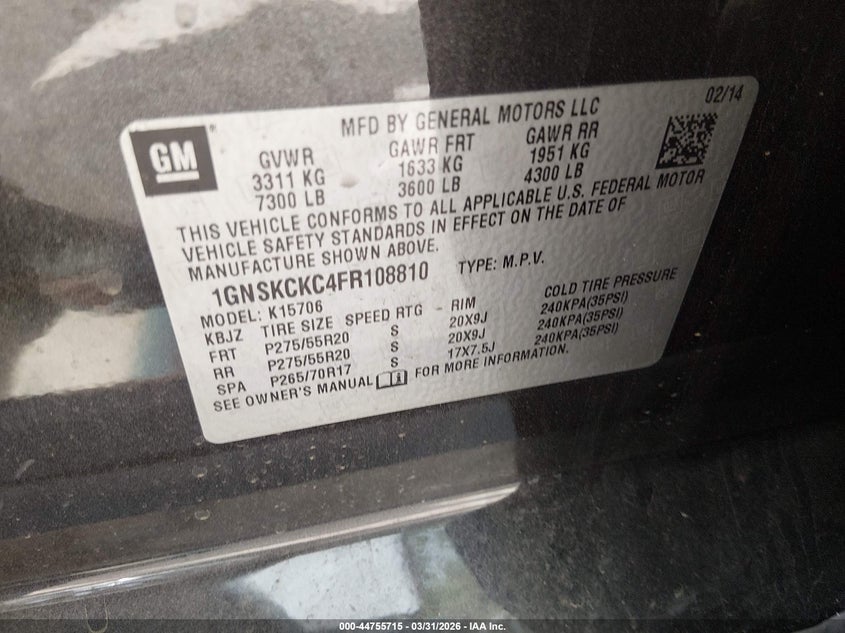 02/14
GM
MFD BY GENERAL MOTORS LLC
GVWR GAWR FRT GAWR RR
3311 KG 1633 KG 1951 KG
7300 LB 3600 LB 4300 LB
THIS VEHICLE CONFORMS TO ALL APPLICABLE U.S. FEDERAL MOTOR
VEHICLE SAFETY STANDARDS IN EFFECT ON THE DATE OF
MANUFACTURE SHOWN ABOVE.
1GNSKCKC4FR108810 TYPE: M.P.V.
MODEL: K15706
KBJZ TIRE SIZE SPEED RTG - RIM COLD TIRE PRESSURE
FRT P275/55R20 S 20X9J 240KPA(35PSI)
RR P275/55R20 S 20X9J 240KPA(35PSI)
SPA P265/70R17 S 17X7.5J 240KPA(35PSI)
SEE OWNER'S MANUAL FOR MORE INFORMATION.
000-44755715 - 03/31/2026 - IAA Inc.